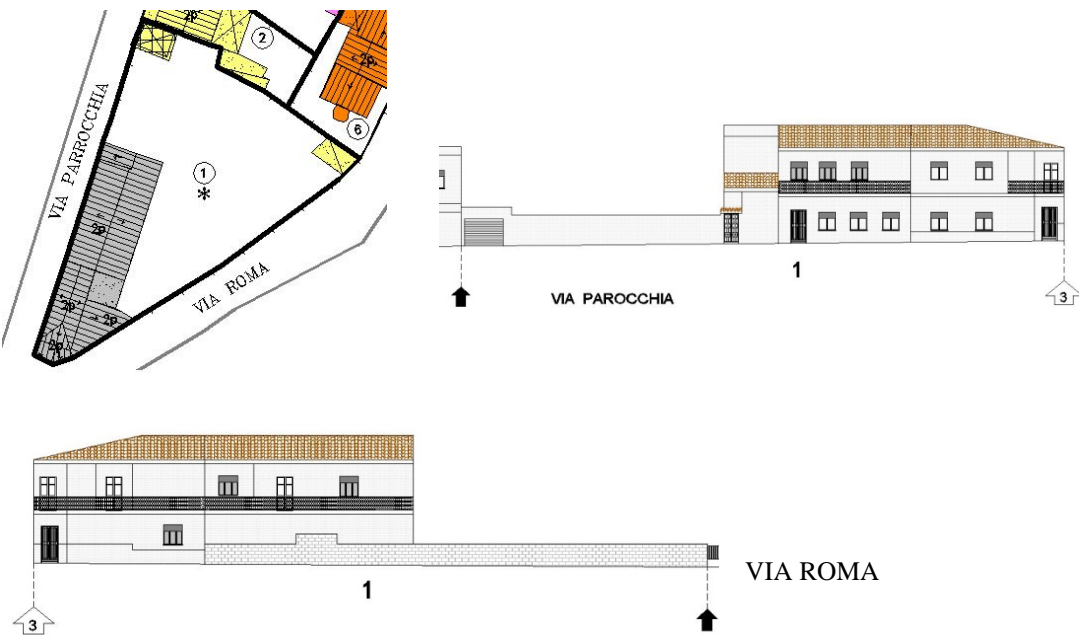 2p
2
2p.
6
VIA PARROCCHIA
1
*
2p
VIA ROMA
2p
2p
2p
1
VIA PAROCCHIA
3
1
VIA ROMA
3